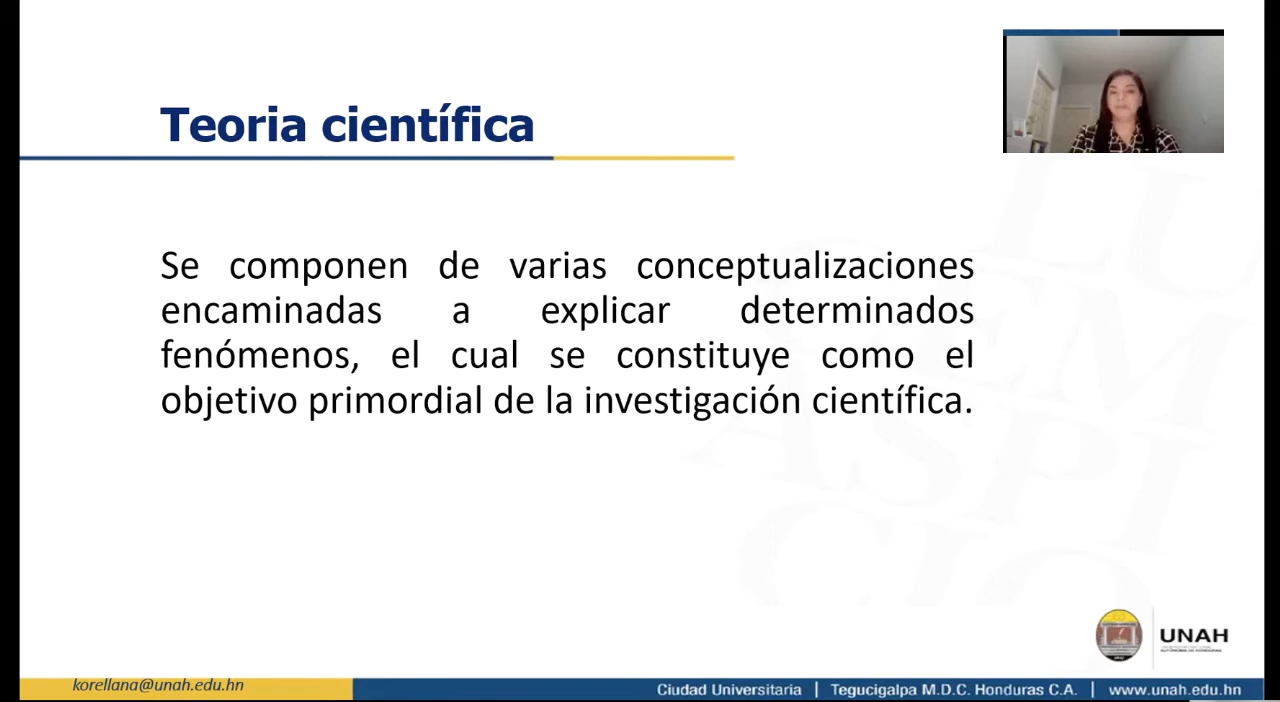 Teoria científica
Se componen de varias conceptualizaciones
encaminadas a explicar determinados
fenómenos, el cual se constituye como el
objetivo primordial de la investigación científica.
UNAH
korellana@unah.edu.hn
Ciudad Universitaria | Tegucigalpa M.D.C. Honduras C.A. | www.unah.edu.hn